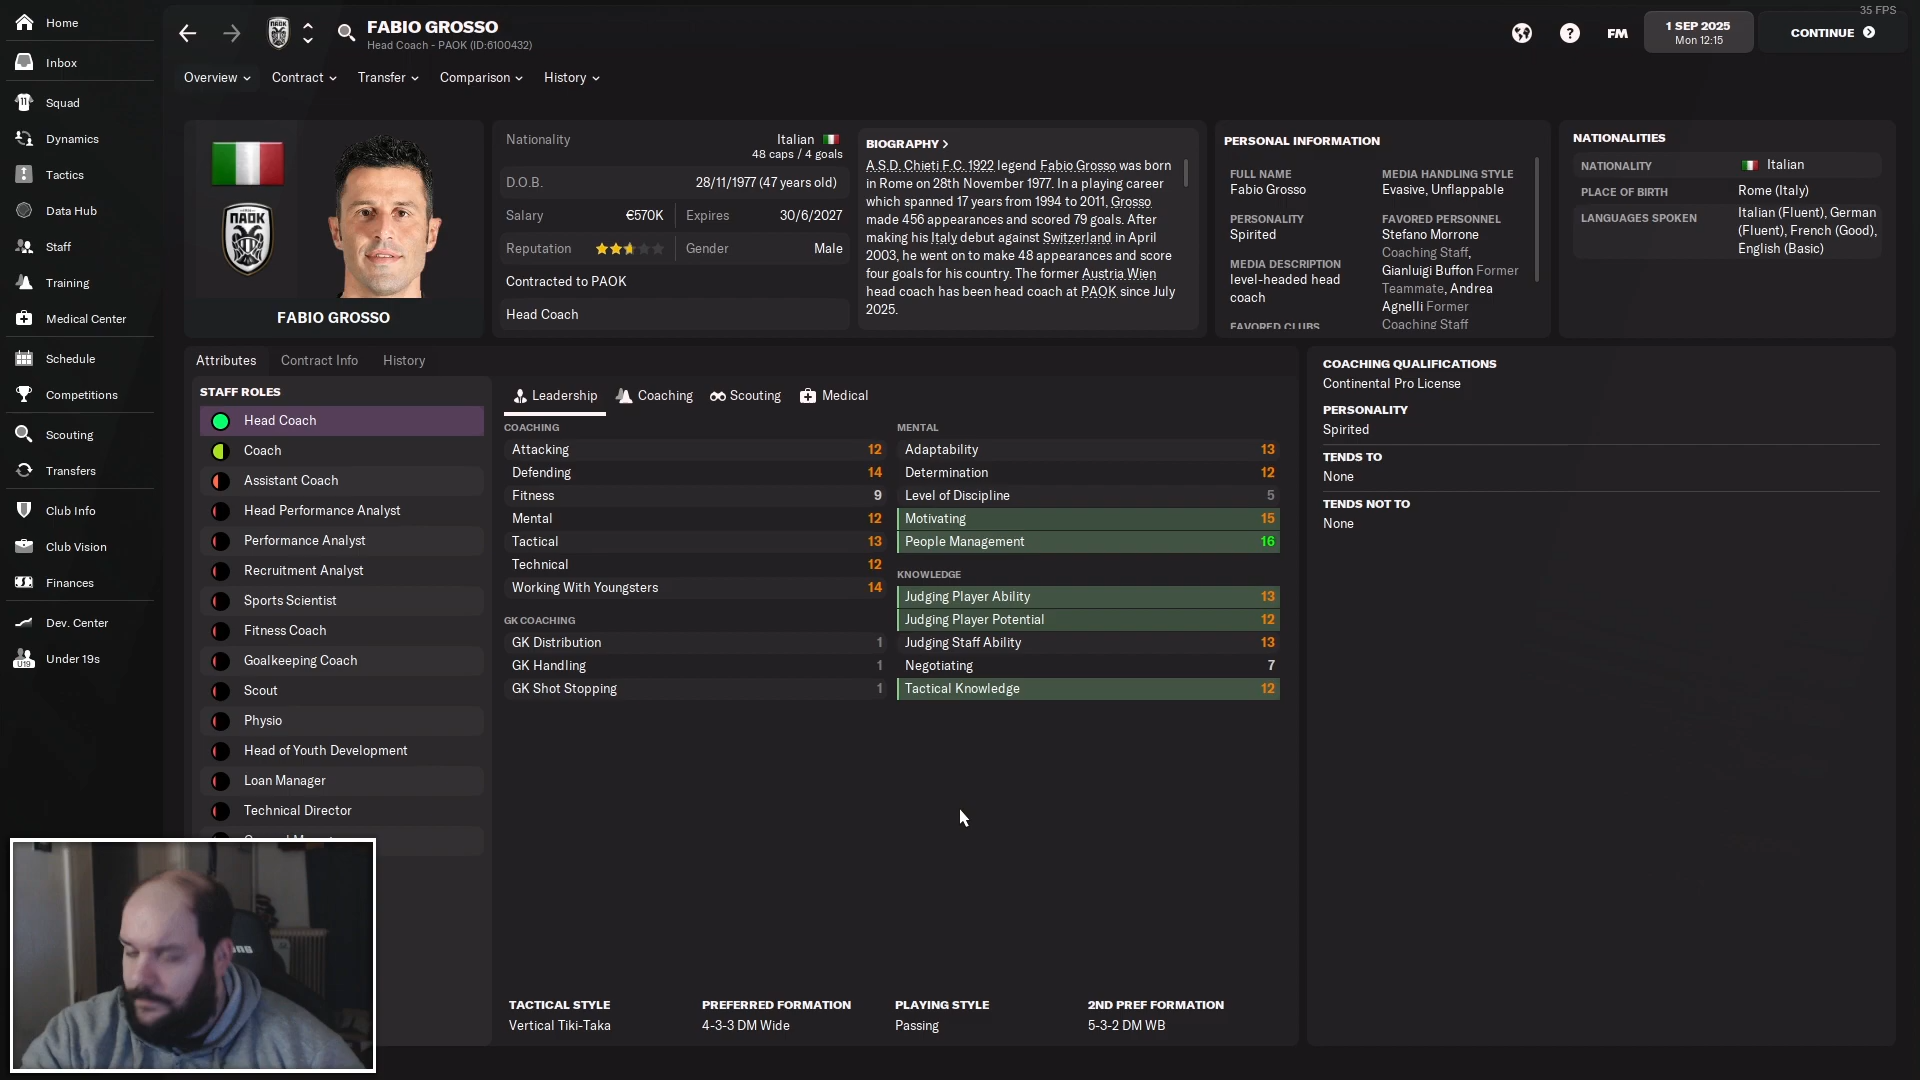 35 FPS
Home
Inbox
Squad
Dynamics
Tactics
Data Hub
Staff
Training
Medical Center
Schedule
Competitions
Scouting
Transfers
Club Info
Club Vision
Finances
Dev. Center
Under 19s
FABIO GROSSO
Head Coach - PAOK (ID:6100432)
FM
1 SEP 2025
Mon 12:15
CONTINUE
Overview
Contract
Transfer
Comparison
History
ΠΑΟΚ
FABIO GROSSO
Nationality Italian
48 caps / 4 goals
D.O.B. 28/11/1977 (47 years old)
Salary €570K Expires 30/6/2027
Reputation Gender Male
Contracted to PAOK
Head Coach
BIOGRAPHY
A.S.D. Chieti F.C. 1922 legend Fabio Grosso was born
in Rome on 28th November 1977. In a playing career
which spanned 17 years from 1994 to 2011, Grosso
made 456 appearances and scored 79 goals. After
making his Italy debut against Switzerland in April
2003, he went on to make 48 appearances and score
four goals for his country. The former Austria Wien
head coach has been head coach at PAOK since July
2025.
PERSONAL INFORMATION
FULL NAME
Fabio Grosso
PERSONALITY
Spirited
MEDIA DESCRIPTION
level-headed head
coach
FAVORED CLUBS
MEDIA HANDLING STYLE
Evasive, Unflappable
FAVORED PERSONNEL
Stefano Morrone
Coaching Staff,
Gianluigi Buffon Former
Teammate, Andrea
Agnelli Former
Coaching Staff
NATIONALITIES
NATIONALITY Italian
PLACE OF BIRTH Rome (Italy)
LANGUAGES SPOKEN Italian (Fluent), German
(Fluent), French (Good),
English (Basic)
Attributes
Contract Info
History
STAFF ROLES
Head Coach
Coach
Assistant Coach
Head Performance Analyst
Performance Analyst
Recruitment Analyst
Sports Scientist
Fitness Coach
Goalkeeping Coach
Scout
Physio
Head of Youth Development
Loan Manager
Technical Director
Leadership
Coaching
Scouting
Medical
COACHING
Attacking 12
Defending 14
Fitness 9
Mental 12
Tactical 13
Technical 12
Working With Youngsters 14
GK COACHING
GK Distribution 1
GK Handling 1
GK Shot Stopping 1
MENTAL
Adaptability 13
Determination 12
Level of Discipline 5
Motivating 15
People Management 16
KNOWLEDGE
Judging Player Ability 13
Judging Player Potential 12
Judging Staff Ability 13
Negotiating 7
Tactical Knowledge 12
TACTICAL STYLE
Vertical Tiki-Taka
PREFERRED FORMATION
4-3-3 DM Wide
PLAYING STYLE
Passing
2ND PREF FORMATION
5-3-2 DM WB
COACHING QUALIFICATIONS
Continental Pro License
PERSONALITY
Spirited
TENDS TO
None
TENDS NOT TO
None